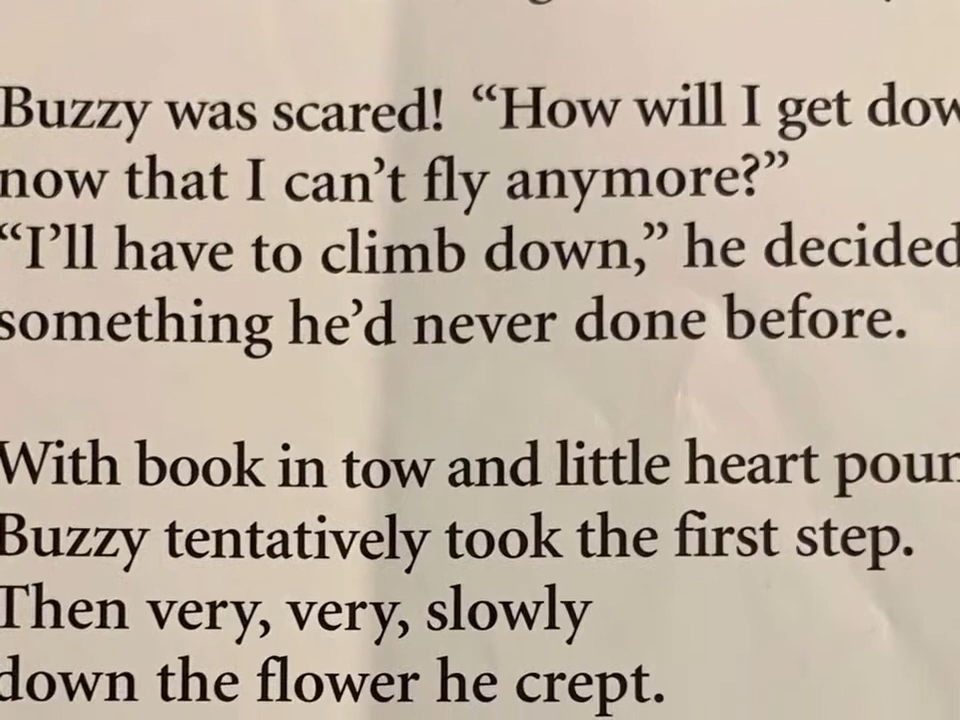 Buzzy was scared! “How will I get dow
now that I can’t fly anymore?”
“I’ll have to climb down,” he decided
something he’d never done before.
With book in tow and little heart poun
Buzzy tentatively took the first step.
Then very, very, slowly
down the flower he crept.